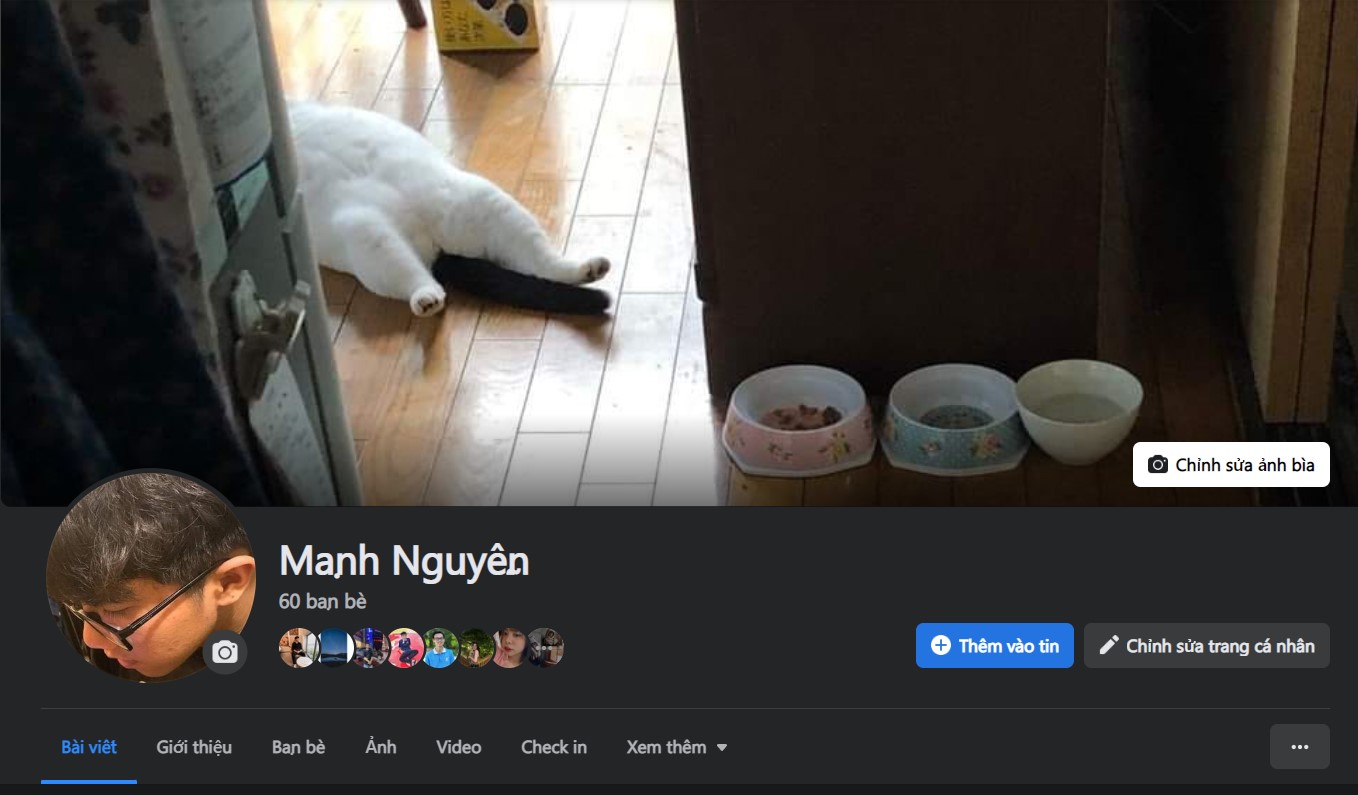 Chỉnh sửa ảnh bìa
Mạnh Nguyên
60 bạn bè
Thêm vào tin
Chỉnh sửa trang cá nhân
Bài viết
Giới thiệu
Bạn bè
Ảnh
Video
Check in
Xem thêm